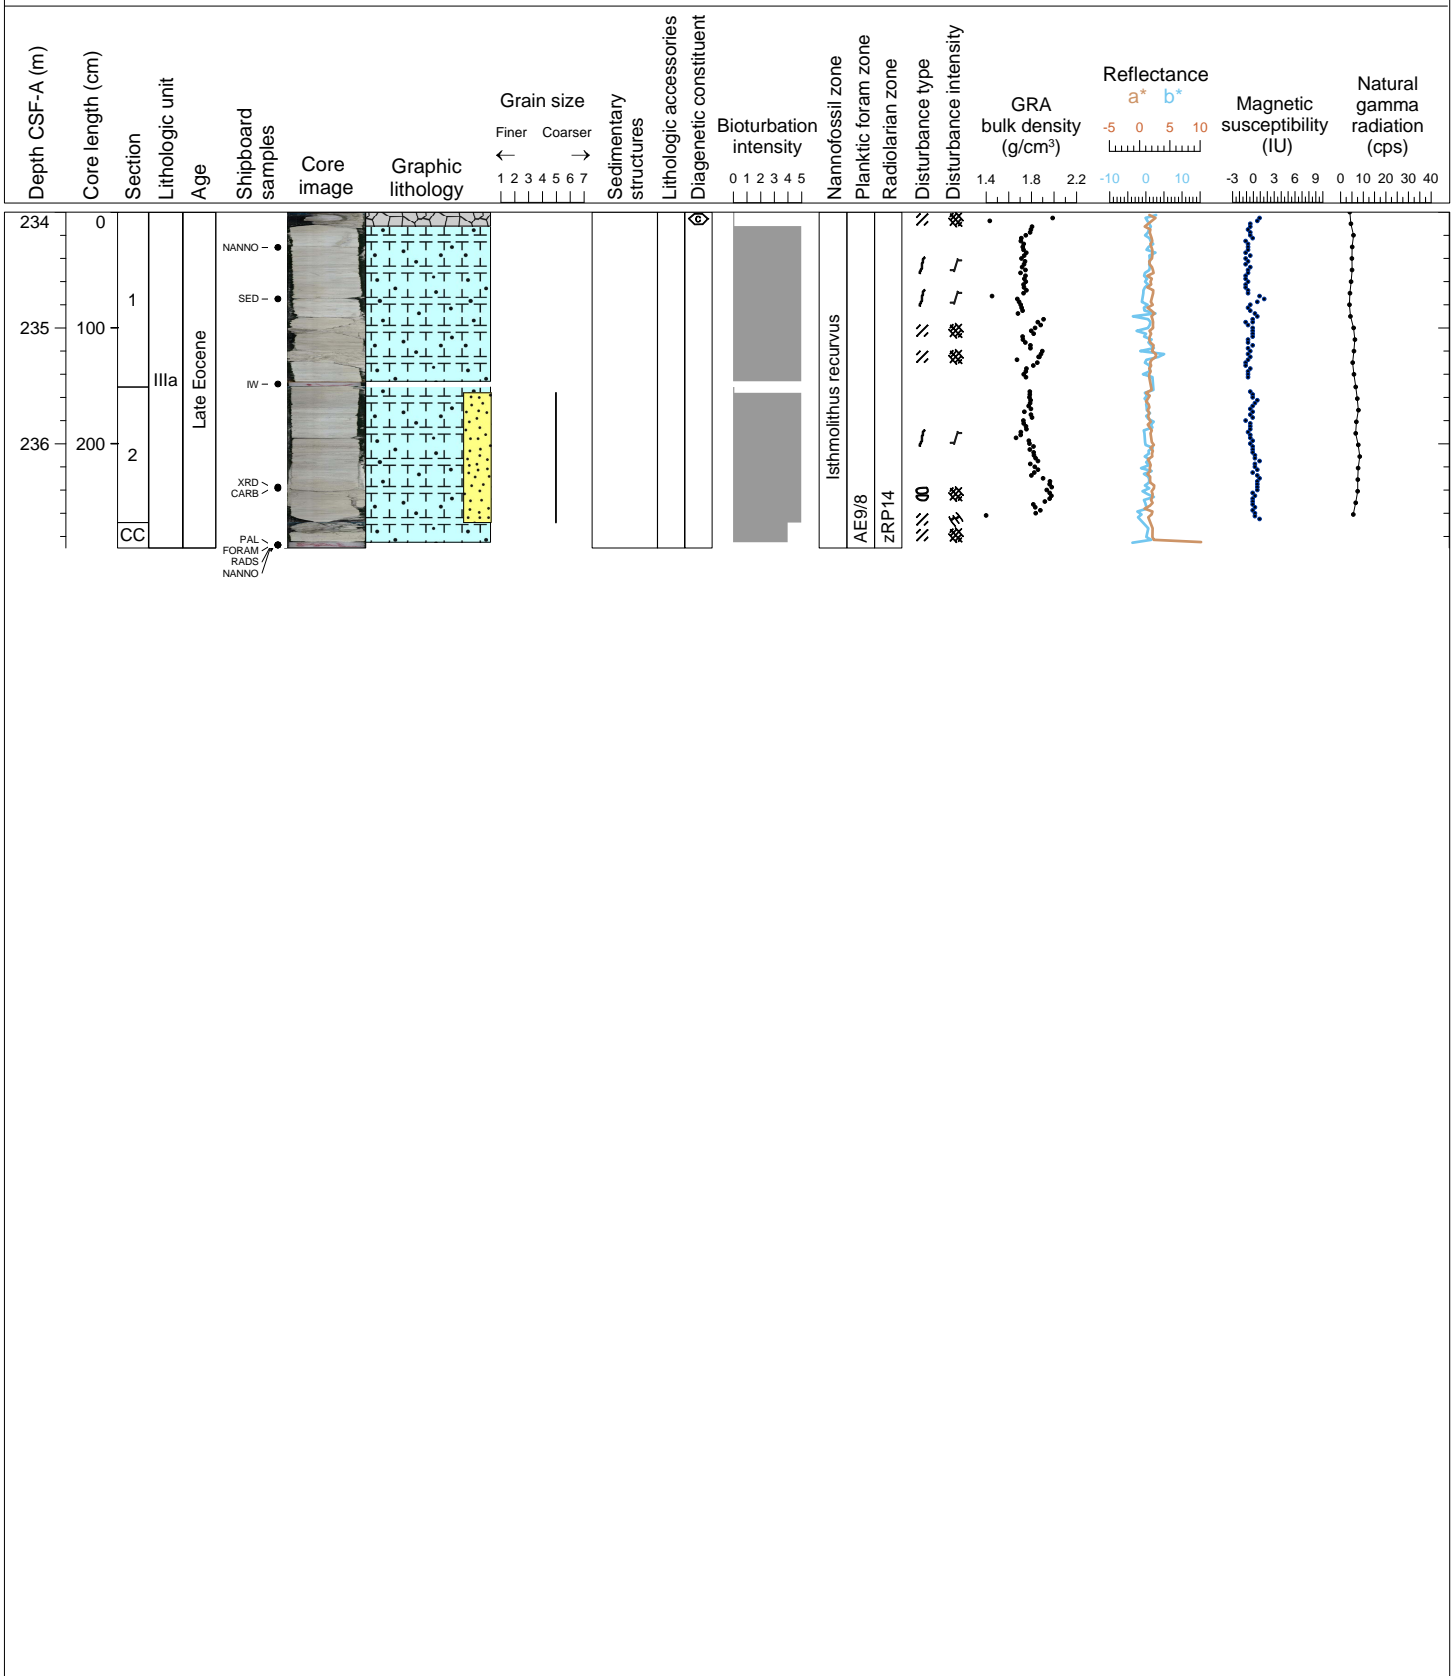 Depth CSF-A (m)
Core length (cm)
Section
Lithologic unit
Age
Shipboard
samples
Core
image
Graphic
lithology
Grain size
Finer Coarser
← →
1 2 3 4 5 6 7
Sedimentary
structures
Lithologic accessories
Diagenetic constituent
Bioturbation
intensity
0 1 2 3 4 5
Nannofossil zone
Planktic foram zone
Radiolarian zone
Disturbance type
Disturbance intensity
GRA
bulk density
(g/cm³)
1.4 1.8 2.2
Reflectance
a* b*
-5 0 5 10
-10 0 10
Magnetic
susceptibility
(IU)
-3 0 3 6 9
Natural
gamma
radiation
(cps)
0 10 20 30 40
234
235
236
0
100
200
1
2
CC
IIIa
Late Eocene
NANNO
SED
IW
XRD
CARB
PAL
FORAM
RADS
NANNO
C
Isthmolithus recurvus
AE9/8
zRP14